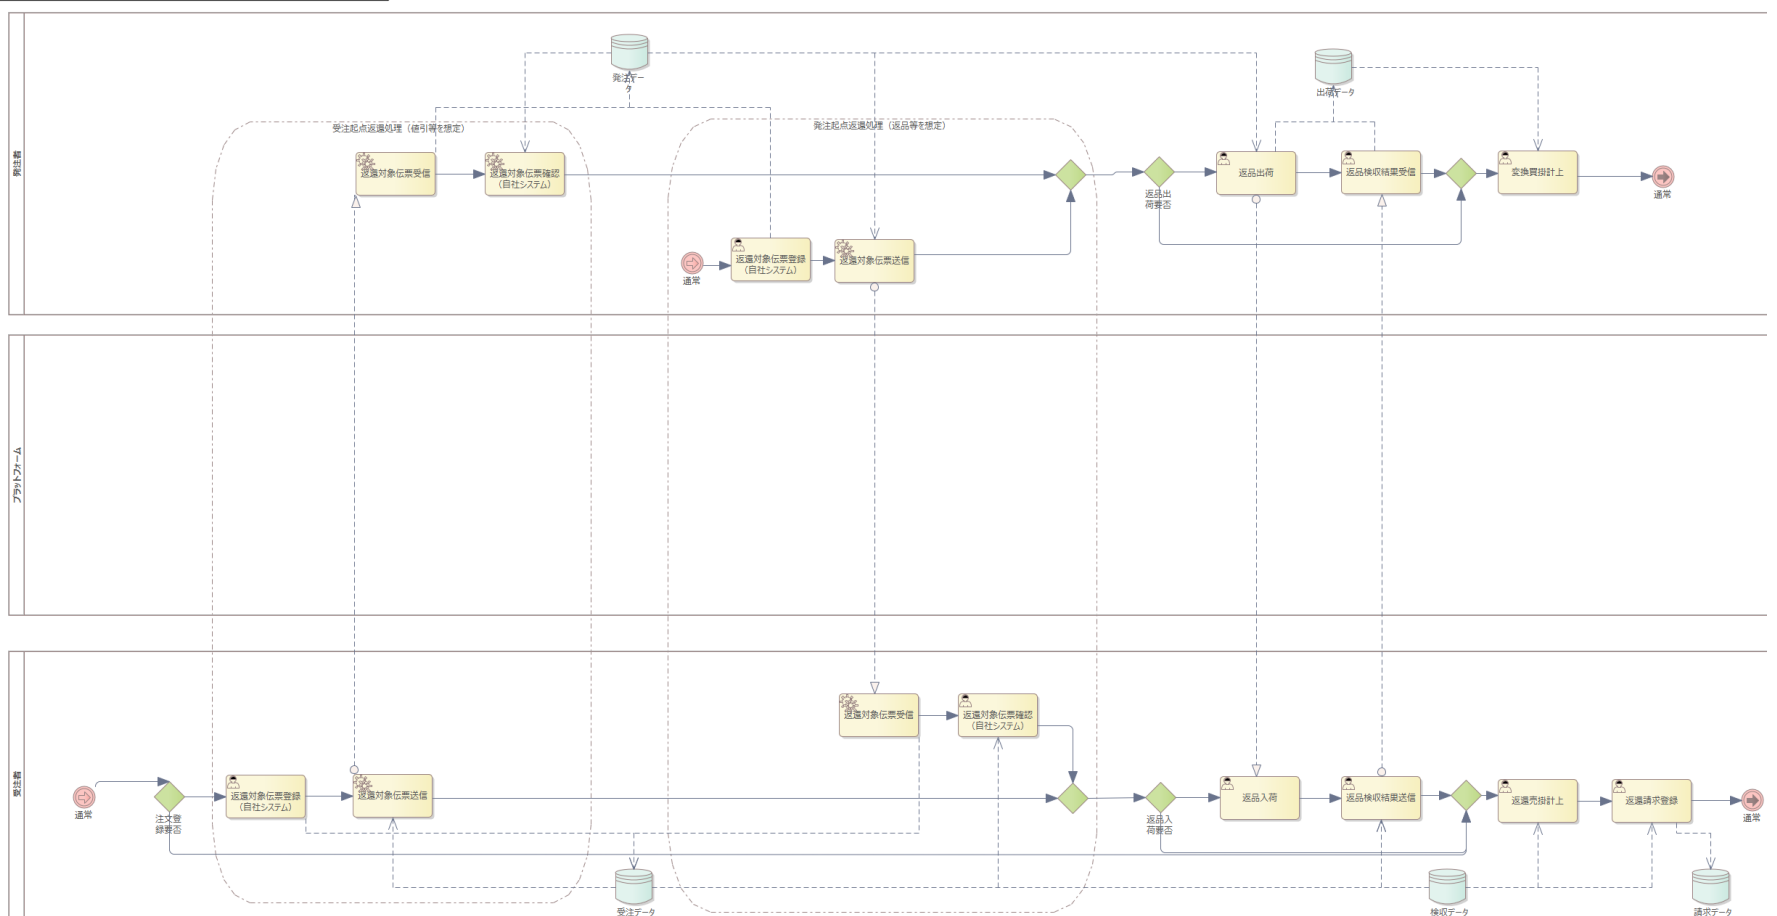 発注者
発注デー
タ
出荷データ
受注起点返還処理（値引等を想定）
発注起点返還処理（返品等を想定）
返還対象伝票受信
返還対象伝票確認
（自社システム）
返品出
荷要否
返品出荷
返品検収結果受信
変換買掛計上
通常
通常
返還対象伝票登録
（自社システム）
返還対象伝票送信
プラットフォーム
受注者
返還対象伝票受信
返還対象伝票確認
（自社システム）
通常
注文登
録要否
返還対象伝票登録
（自社システム）
返還対象伝票送信
返品入
荷要否
返品入荷
返品検収結果送信
返還売掛計上
返還請求登録
通常
受注データ
検収データ
請求データ